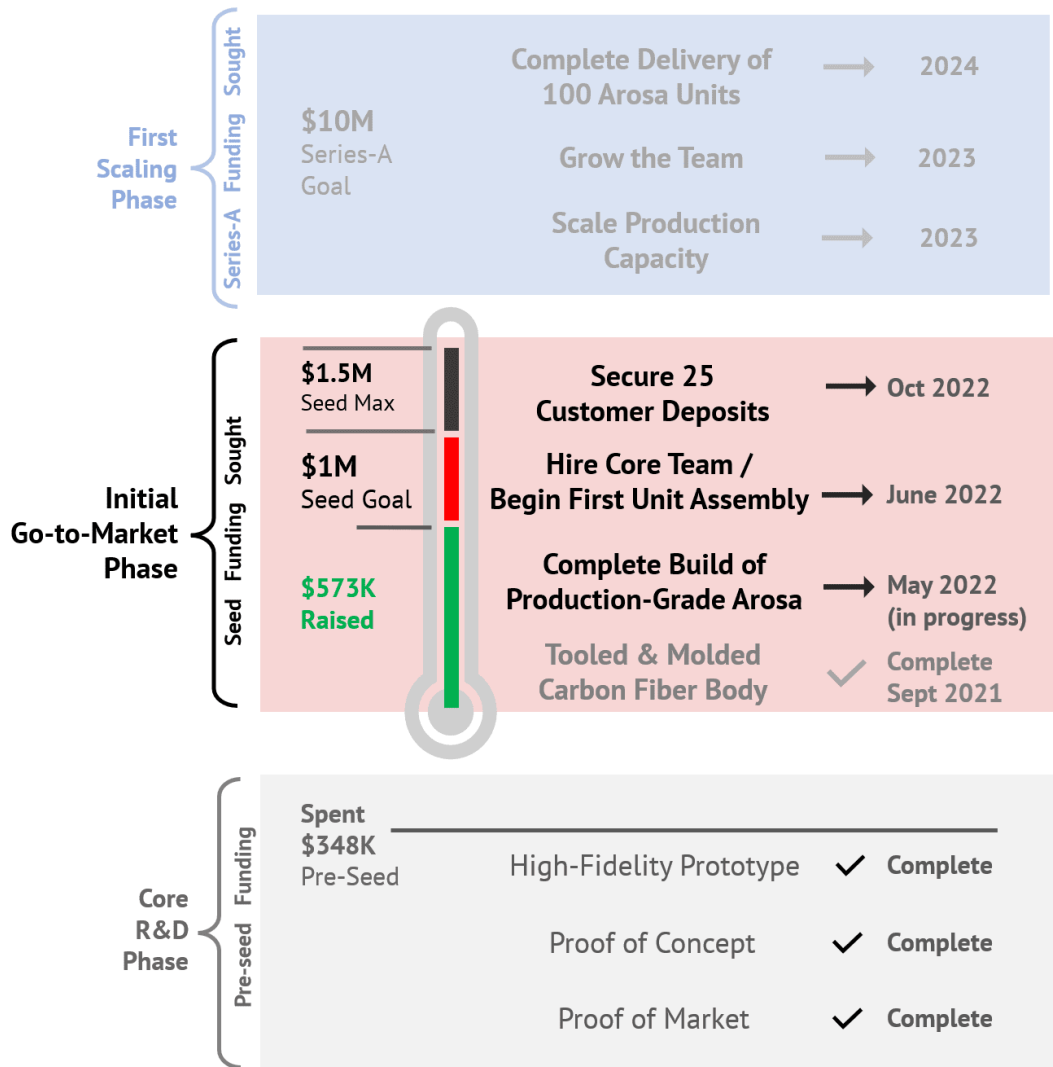 First
Scaling
Phase
Series-A Funding Sought
$10M
Series-A
Goal
Complete Delivery of
100 Arosa Units
2024
Grow the Team
2023
Scale Production
Capacity
2023
Initial
Go-to-Market
Phase
Seed Funding Sought
$1.5M
Seed Max
$1M
Seed Goal
$573K
Raised
Secure 25
Customer Deposits
Oct 2022
Hire Core Team /
Begin First Unit Assembly
June 2022
Complete Build of
Production-Grade Arosa
May 2022
(in progress)
Tooled & Molded
Carbon Fiber Body
Complete
Sept 2021
Core
R&D
Phase
Pre-seed Funding
Spent
$348K
Pre-Seed
High-Fidelity Prototype
Complete
Proof of Concept
Complete
Proof of Market
Complete